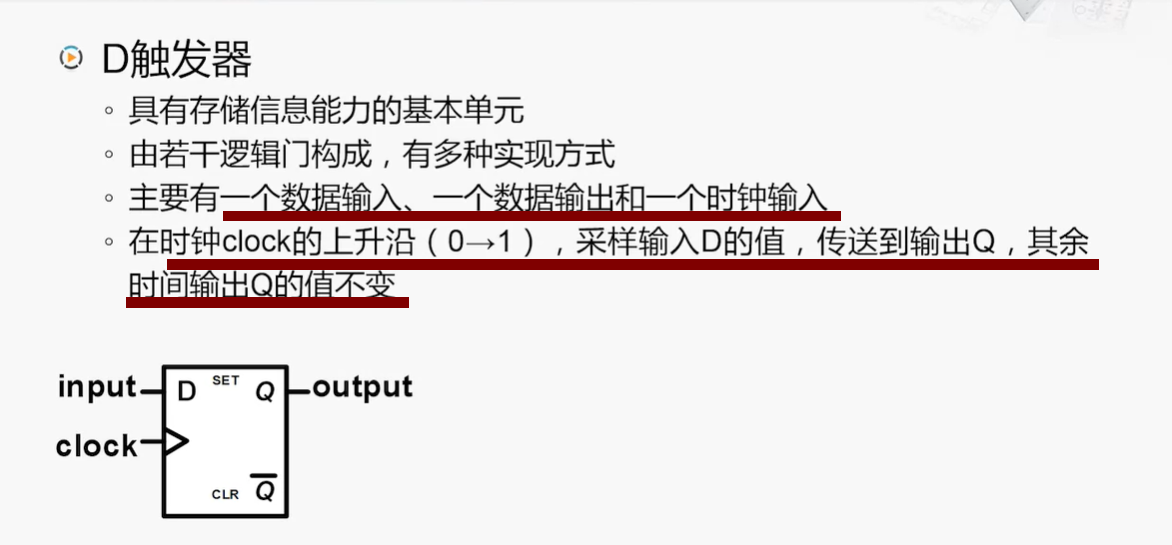 D触发器
具有存储信息能力的基本单元
由若干逻辑门构成，有多种实现方式
主要有一个数据输入、一个数据输出和一个时钟输入
在时钟clock的上升沿（0→1），采样输入D的值，传送到输出Q，其余
时间输出Q的值不变
input D SET Q output
clock
CLR Q̅